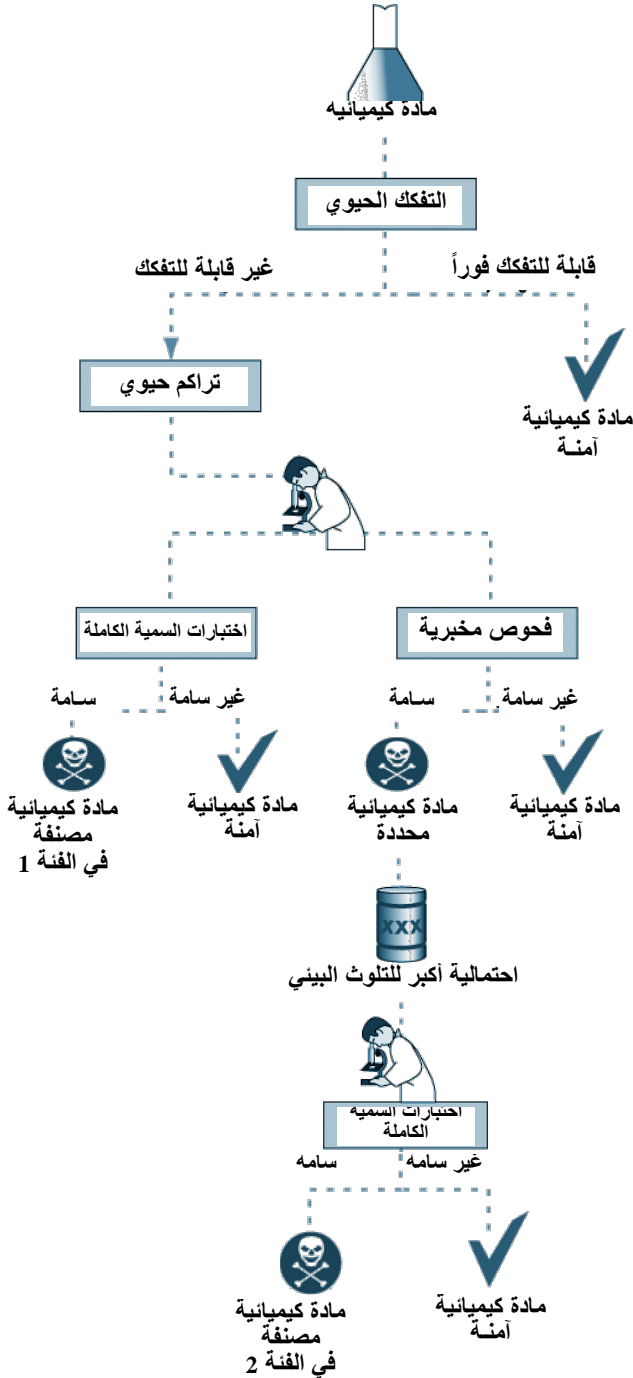 مادة كيميائيه
التفكك الحيوي
قابلة للتفكك فوراً
غير قابلة للتفكك
تراكم حيوي
مادة كيميائية
آمنـة
فحوص مخبرية
اختبارات السمية الكاملة
غير سامة
سـامة
غير سامة
سـامة
مادة كيميائية
آمنة
مادة كيميائية
محددة
مادة كيميائية
آمنة
مادة كيميائية
مصنفة
في الفئة 1
XXX
احتمالية أكبر للتلوث البيئي
اختبارات السمية
الكاملة
غير سامه
سامه
مادة كيميائية
آمنـة
مادة كيميائية
مصنفة
في الفئة 2